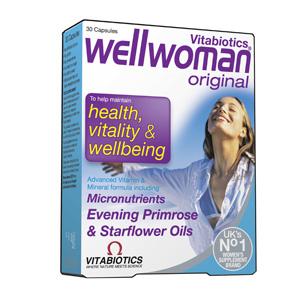 30 Capsules
Vitabiotics®
wellwoman
original
To help maintain
health,
vitality &
wellbeing
Advanced Vitamin &
Mineral formula including
Micronutrients
Evening Primrose
& Starflower Oils
UK's
No1
WOMEN'S
SUPPLEMENT
BRAND
VITABIOTICS
WHERE NATURE MEETS SCIENCE